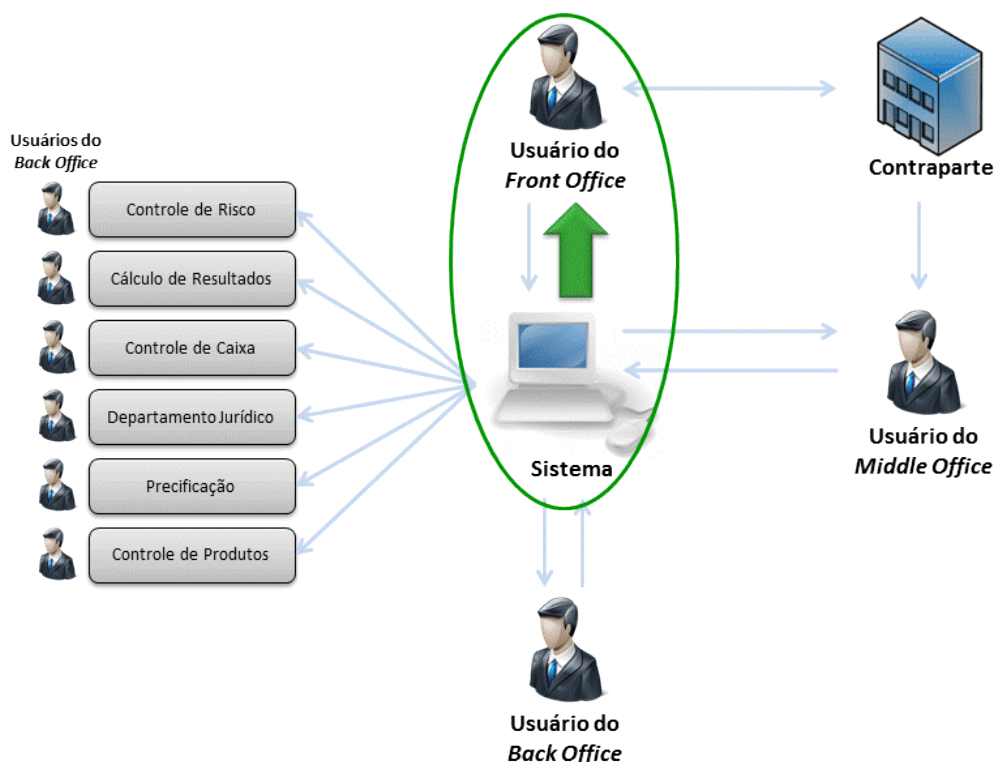 Usuário do
Front Office
Contraparte
Usuários do
Back Office
Controle de Risco
Cálculo de Resultados
Controle de Caixa
Departamento Jurídico
Precificação
Controle de Produtos
Sistema
Usuário do
Middle Office
Usuário do
Back Office